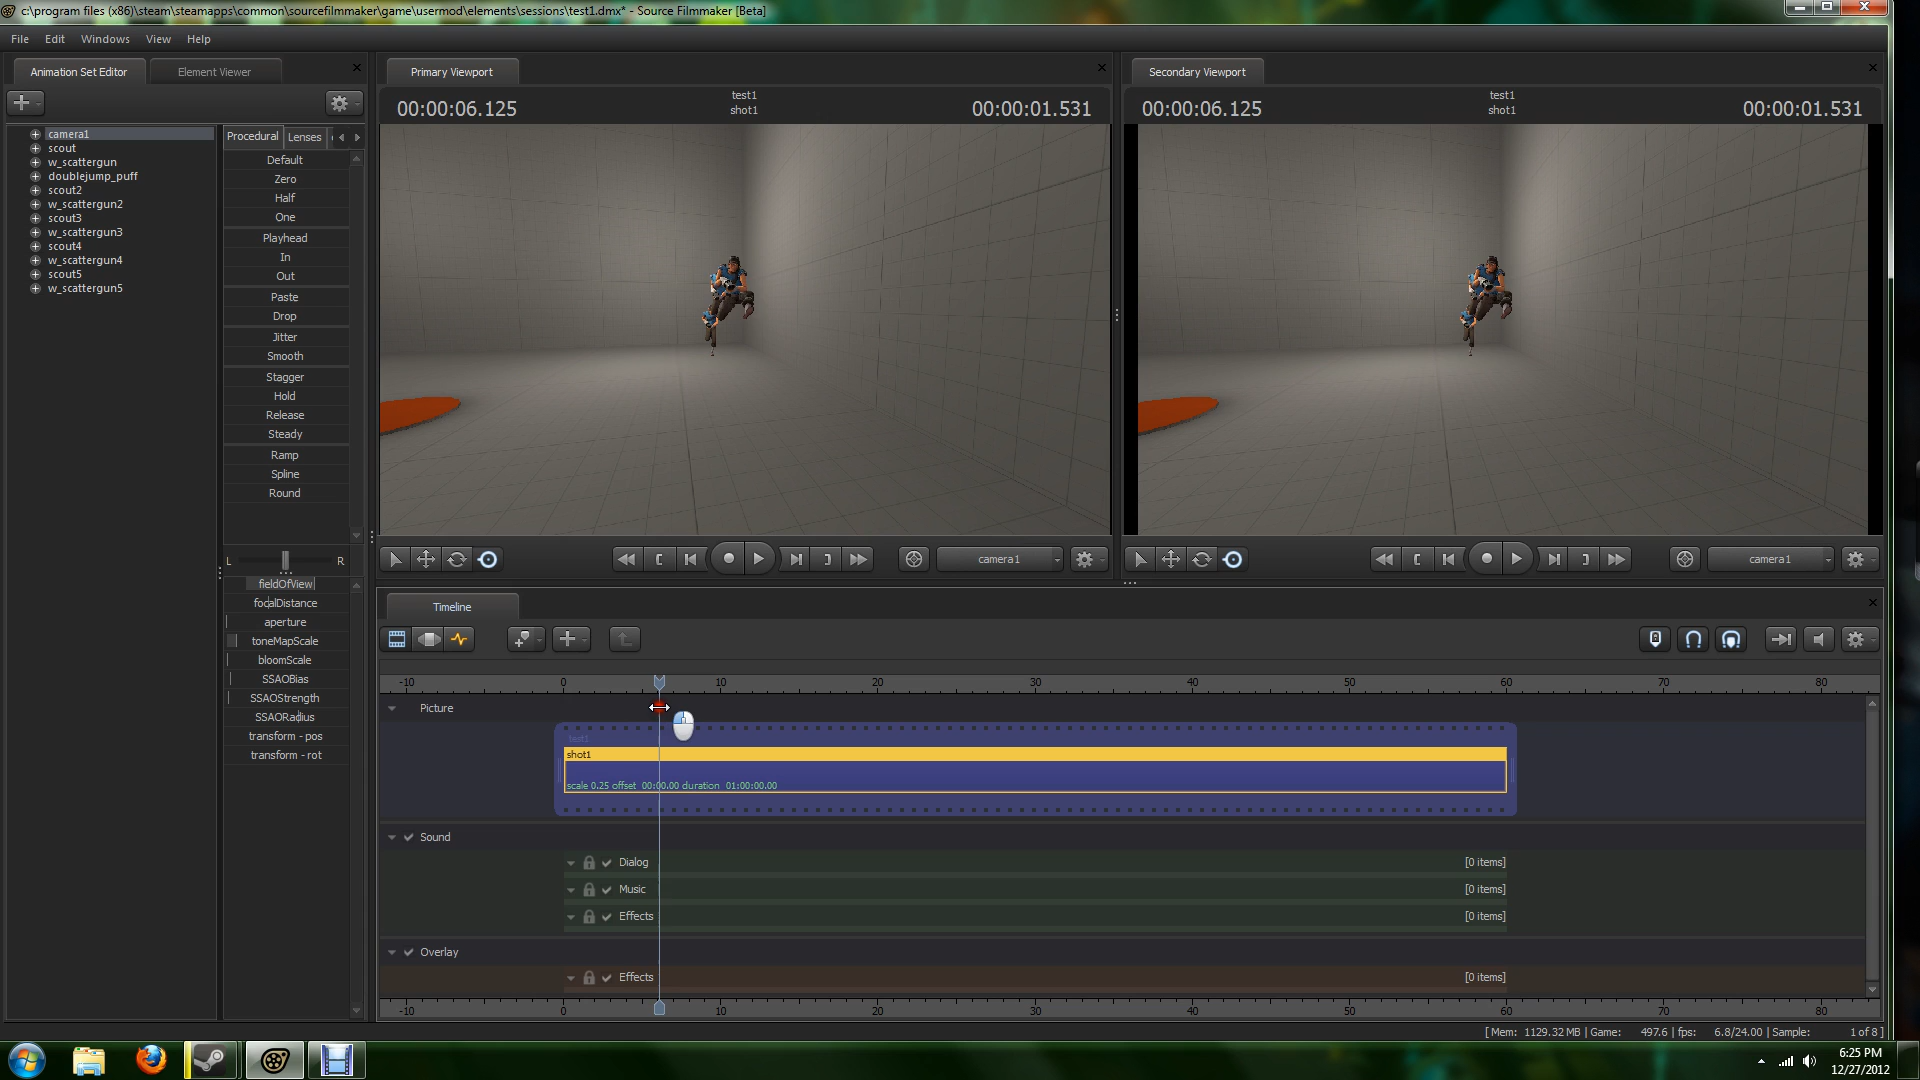 c:\program files (x86)\steam\steamapps\common\sourcefilmmaker\game\usermod\elements\sessions\test1.dmx* - Source Filmmaker [Beta]
File Edit Windows View Help
Animation Set Editor Element Viewer
camera1
scout
w_scattergun
doublejump_puff
scout2
w_scattergun2
scout3
w_scattergun3
scout4
w_scattergun4
scout5
w_scattergun5
Procedural Lenses
Default
Zero
Half
One
Playhead
In
Out
Paste
Drop
Jitter
Smooth
Stagger
Hold
Release
Steady
Ramp
Spline
Round
L R
fieldOfView
focalDistance
aperture
toneMapScale
bloomScale
SSAOBias
SSAOStrength
SSAORadius
transform - pos
transform - rot
Primary Viewport
00:00:06.125 test1 00:00:01.531
shot1
camera1
Secondary Viewport
00:00:06.125 test1 00:00:01.531
shot1
camera1
Timeline
-10 0 10 20 30 40 50 60 70 80
Picture
test1
shot1
scale 0.25 offset 00:00.00 duration 01:00:00.00
Sound
Dialog [0 items]
Music [0 items]
Effects [0 items]
Overlay
Effects [0 items]
-10 0 10 20 30 40 50 60 70 80
[ Mem: 1129.32 MB | Game: 497.6 | fps: 6.8/24.00 | Sample: 1 of 8 ]
6:25 PM
12/27/2012